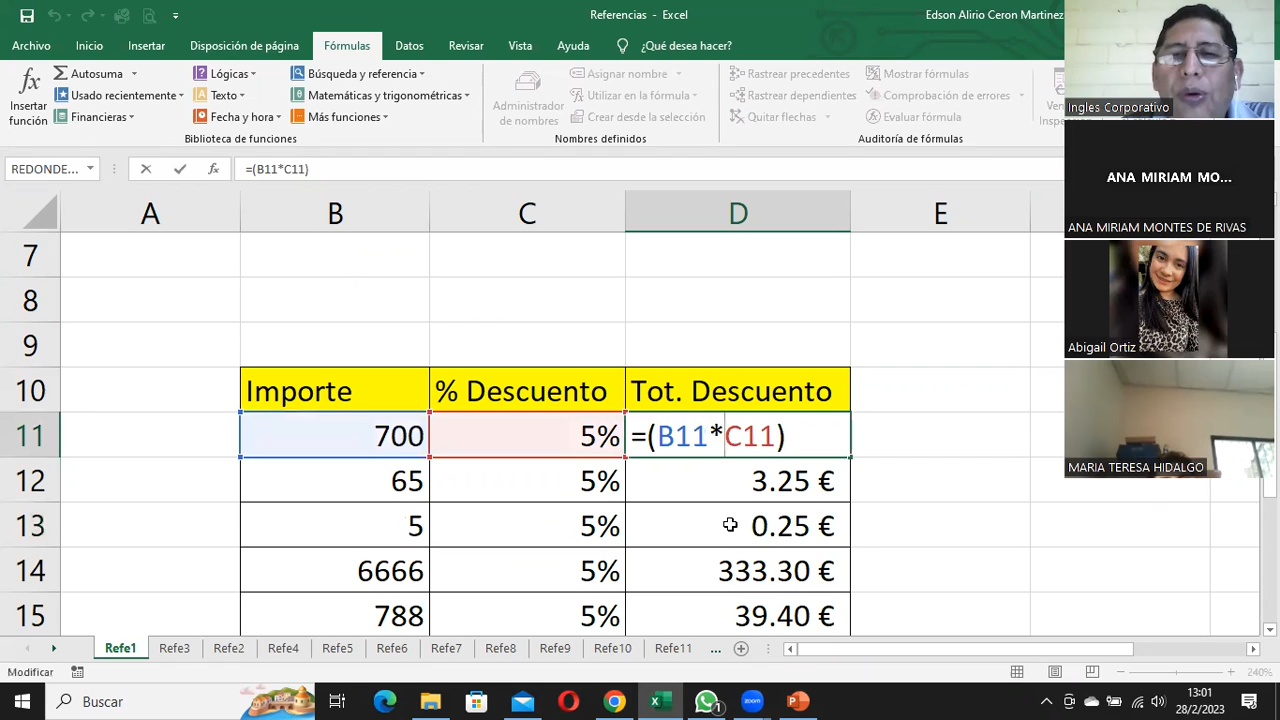 Referencias - Excel
Edson Alirio Ceron Martinez
Archivo Inicio Insertar Disposición de página Fórmulas Datos Revisar Vista Ayuda ¿Qué desea hacer?
fx Insertar función
Autosuma
Usado recientemente
Financieras
Lógicas
Texto
Fecha y hora
Búsqueda y referencia
Matemáticas y trigonométricas
Más funciones
Biblioteca de funciones
Administrador de nombres
Asignar nombre
Utilizar en la fórmula
Crear desde la selección
Nombres definidos
Rastrear precedentes
Rastrear dependientes
Quitar flechas
Mostrar fórmulas
Comprobación de errores
Evaluar fórmula
Auditoría de fórmulas
REDONDE... fx =(B11*C11)
A B C D E
7
8
9
10 Importe % Descuento Tot. Descuento
11 700 5% =(B11*C11)
12 65 5% 3.25 €
13 5 5% 0.25 €
14 6666 5% 333.30 €
15 788 5% 39.40 €
Refe1 Refe3 Refe2 Refe4 Refe5 Refe6 Refe7 Refe8 Refe9 Refe10 Refe11 ...
Modificar
240%
Buscar
1
zoom
13:01
28/2/2023
Ingles Corporativo
ANA MIRIAM MO...
ANA MIRIAM MONTES DE RIVAS
Abigail Ortiz
MARIA TERESA HIDALGO